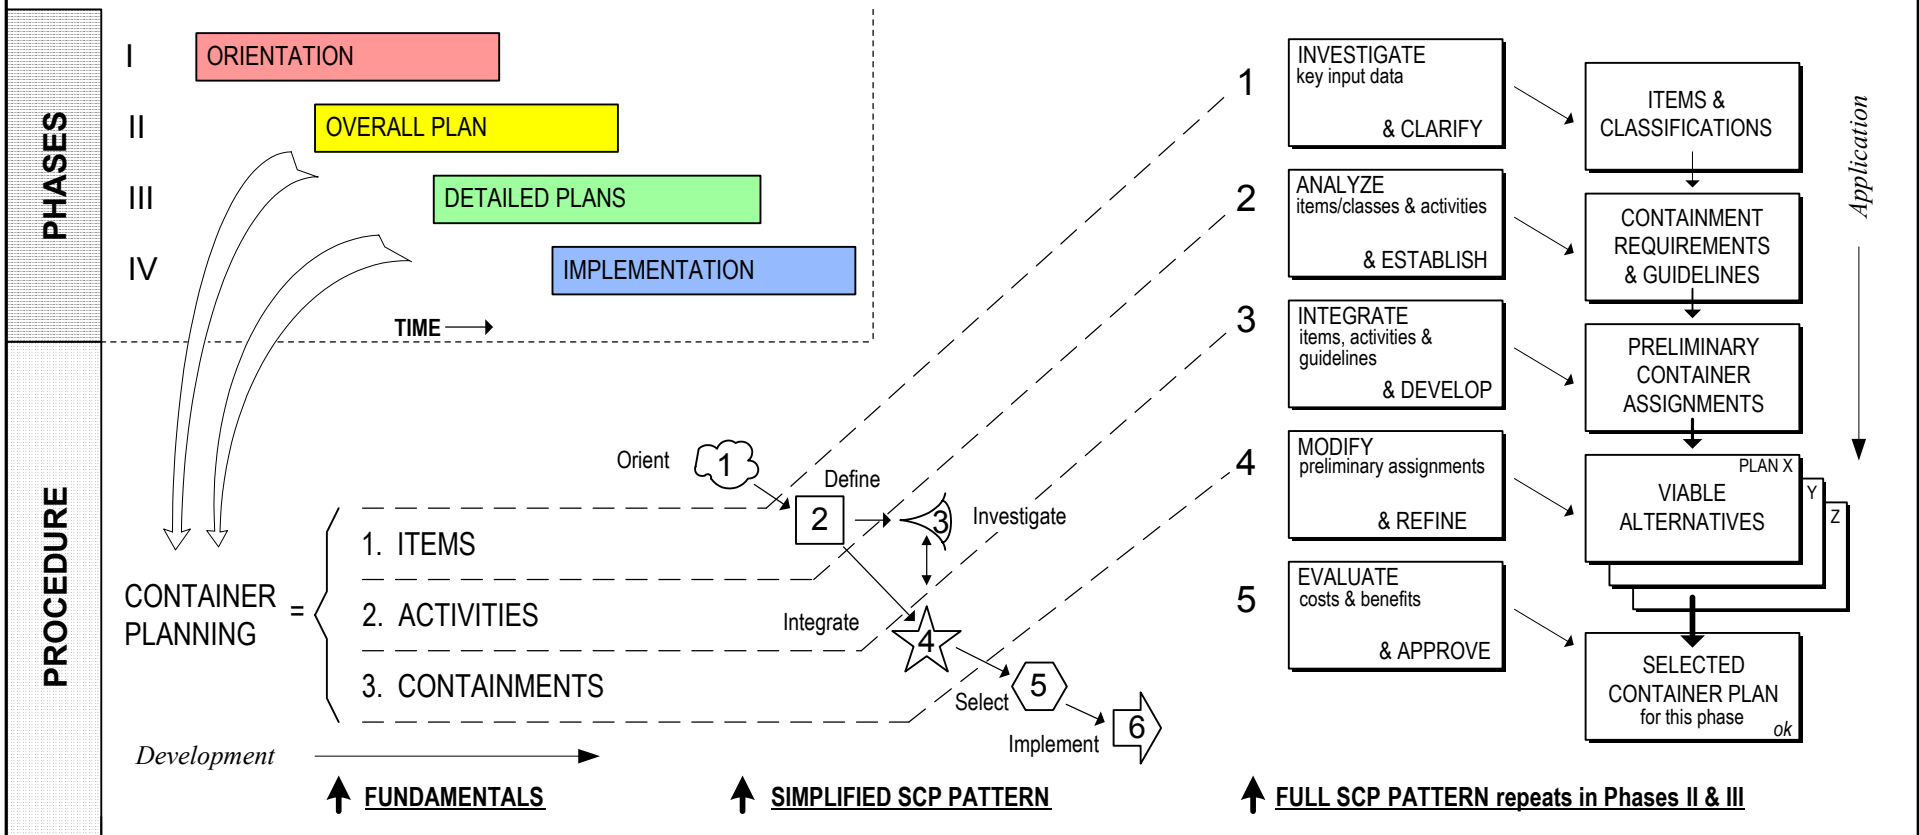 PHASES
I
ORIENTATION
II
OVERALL PLAN
III
DETAILED PLANS
IV
IMPLEMENTATION
TIME
PROCEDURE
CONTAINER
PLANNING
=
1. ITEMS
2. ACTIVITIES
3. CONTAINMENTS
Development
FUNDAMENTALS
Orient
1
Define
2
3
Investigate
Integrate
4
Select
5
Implement
6
SIMPLIFIED SCP PATTERN
1
INVESTIGATE
key input data
& CLARIFY
ITEMS &
CLASSIFICATIONS
2
ANALYZE
items/classes & activities
& ESTABLISH
CONTAINMENT
REQUIREMENTS
& GUIDELINES
3
INTEGRATE
items, activities &
guidelines
& DEVELOP
PRELIMINARY
CONTAINER
ASSIGNMENTS
4
MODIFY
preliminary assignments
& REFINE
PLAN X
Y
Z
VIABLE
ALTERNATIVES
5
EVALUATE
costs & benefits
& APPROVE
SELECTED
CONTAINER PLAN
for this phase
ok
Application
FULL SCP PATTERN repeats in Phases II & III